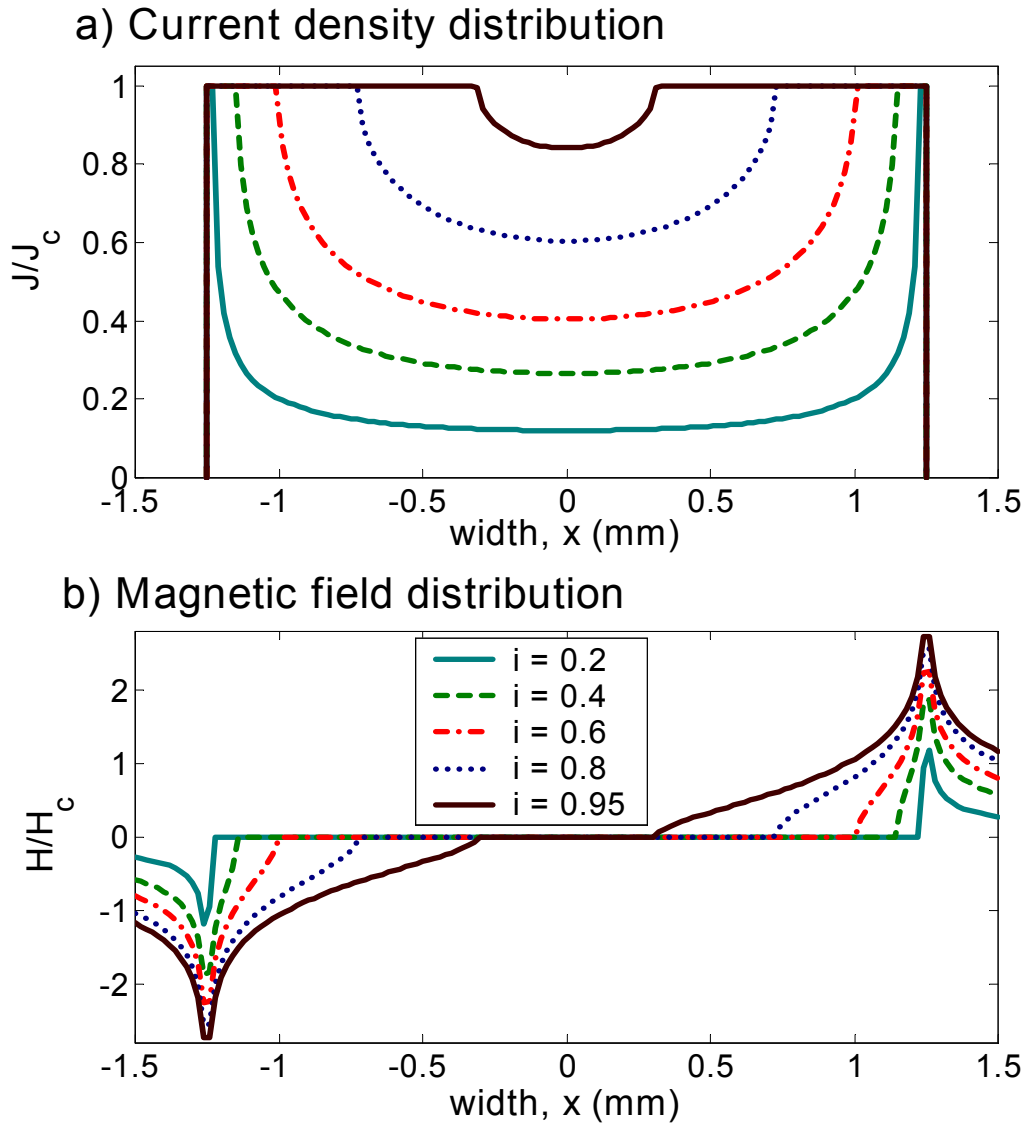 a) Current density distribution
1
0.8
0.6
0.4
0.2
0
J/J_c
-1.5 -1 -0.5 0 0.5 1 1.5
width, x (mm)
b) Magnetic field distribution
2
1
0
-1
-2
H/H_c
i = 0.2
i = 0.4
i = 0.6
i = 0.8
i = 0.95
-1.5 -1 -0.5 0 0.5 1 1.5
width, x (mm)